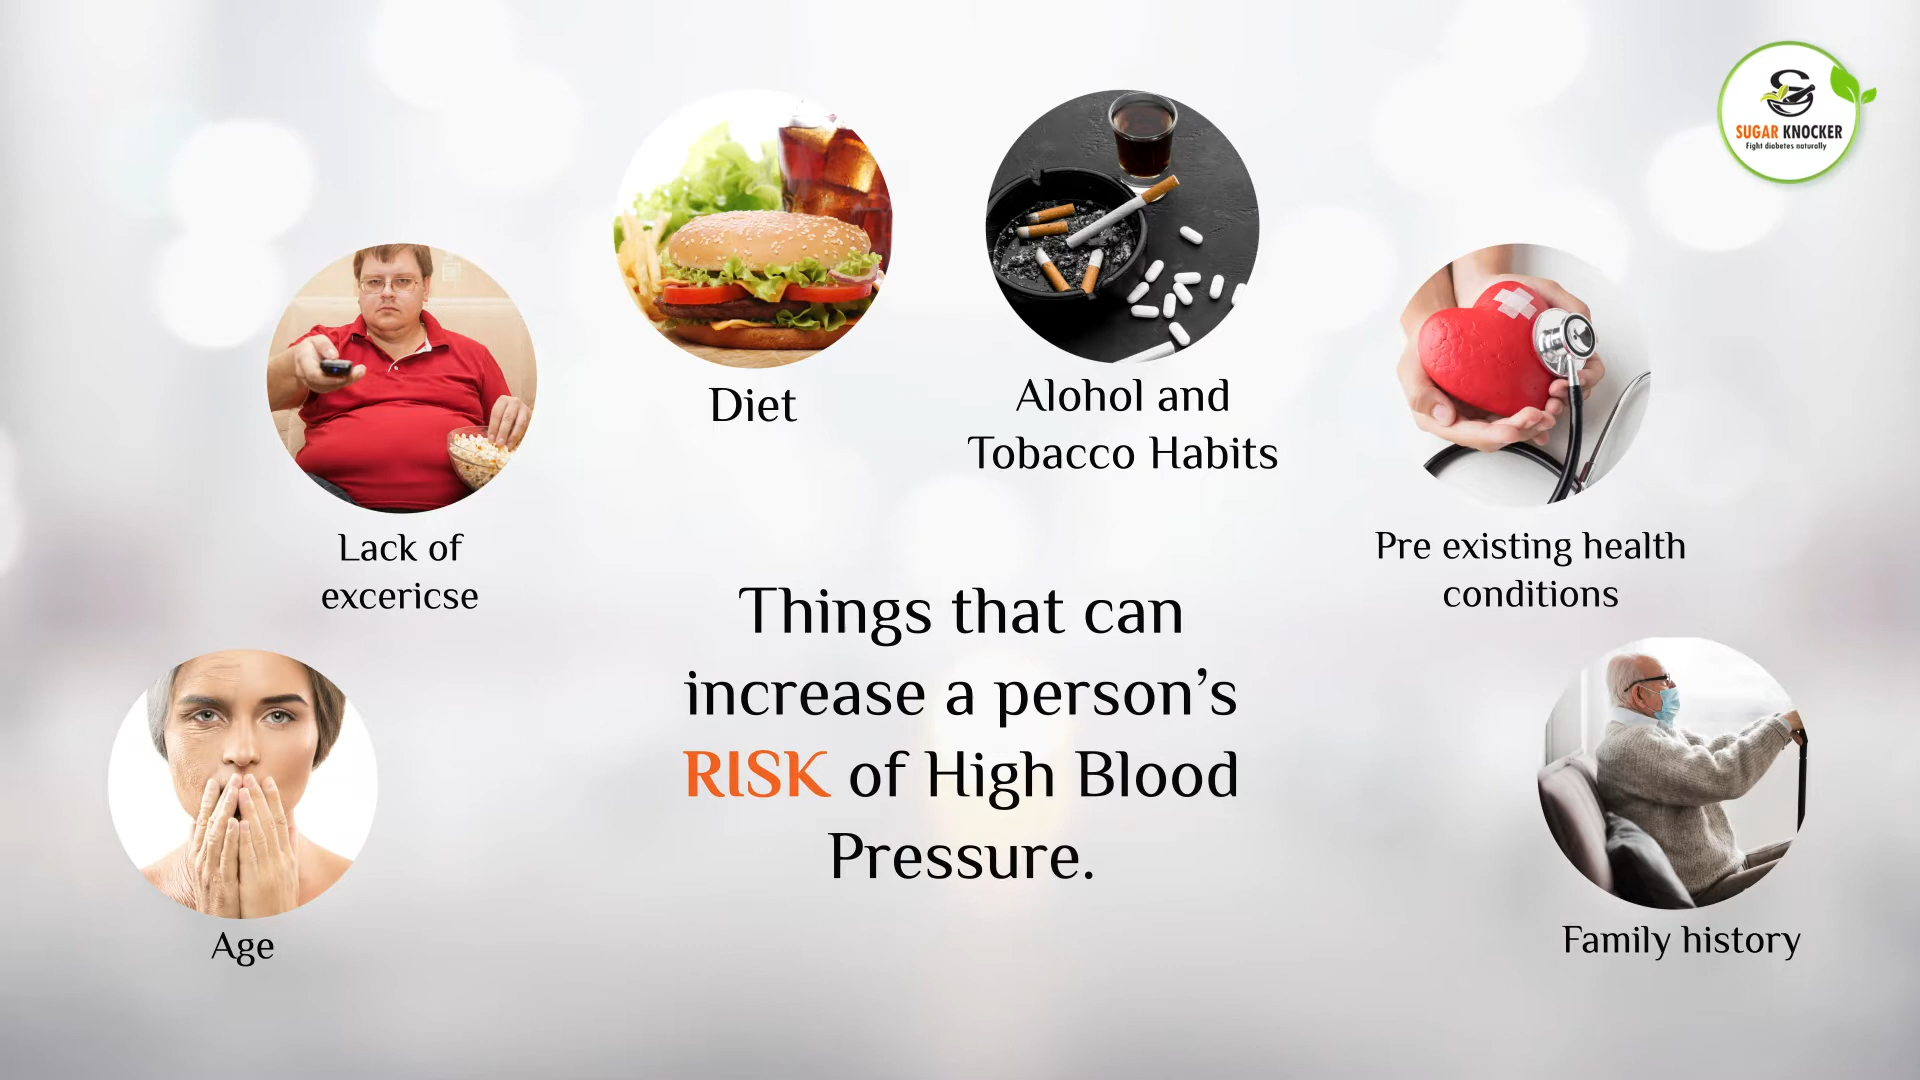 SUGAR KNOCKER
Fight diabetes naturally
Diet
Alohol and
Tobacco Habits
Lack of
excericse
Pre existing health
conditions
Things that can
increase a person’s
RISK of High Blood
Pressure.
Age
Family history